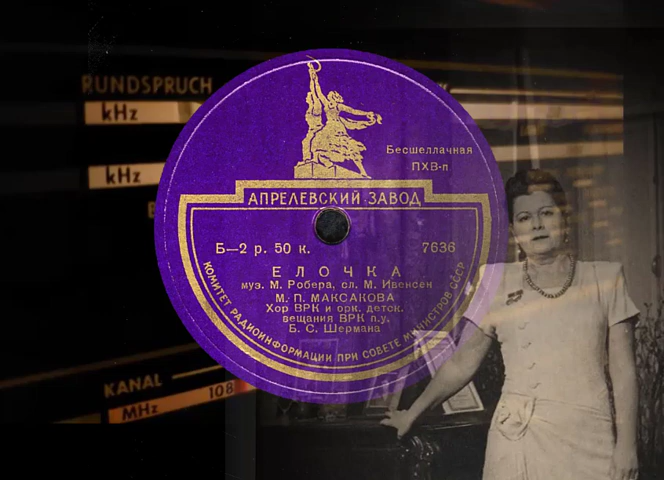 RUNDSPRUCH
kHz
kHz
Бесшеллачная
ПХВ-п
АПРЕЛЕВСКИЙ ЗАВОД
Б—2 р. 50 к. 7636
ЕЛОЧКА
муз. М. Робера, сл. М. Ивенсен
М. П. МАКСАКОВА
Хор ВРК и орк. детск.
вещания ВРК п.у.
Б. С. Шермана
КОМИТЕТ РАДИОИНФОРМАЦИИ ПРИ СОВЕТЕ МИНИСТРОВ СССР
KANAL
MHz 108